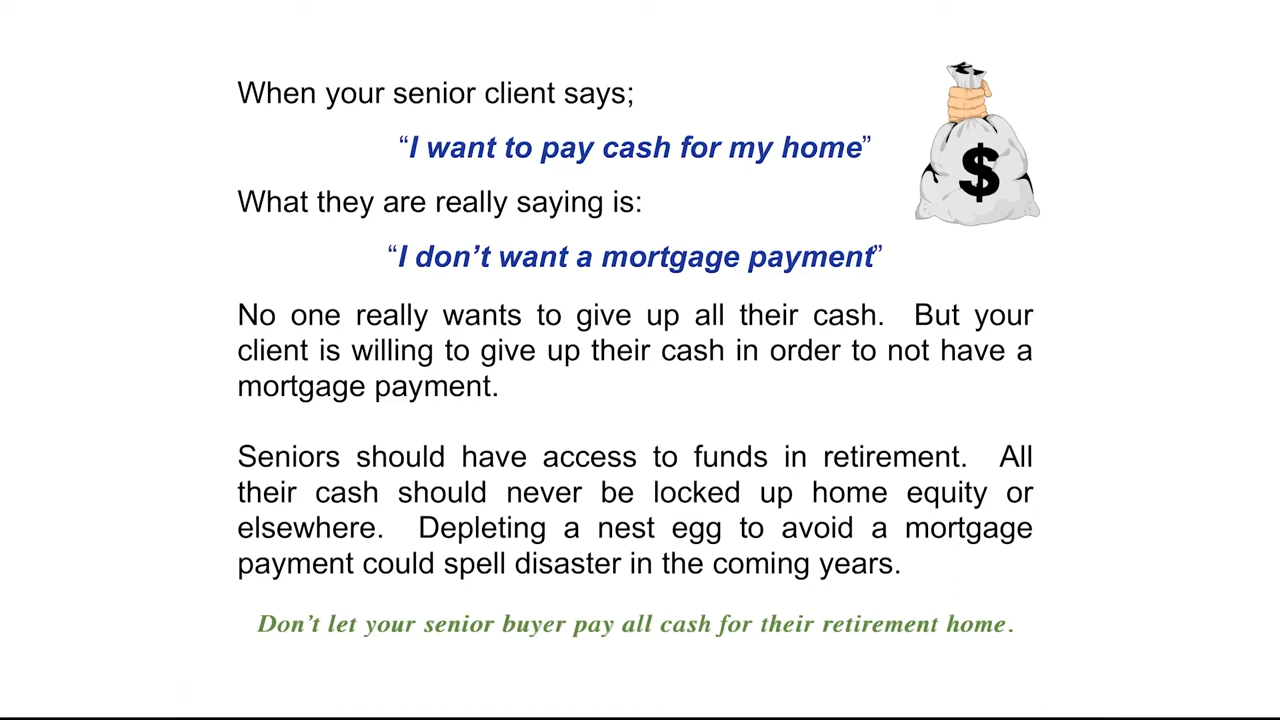 When your senior client says;
“I want to pay cash for my home”
What they are really saying is:
“I don’t want a mortgage payment”
No one really wants to give up all their cash. But your
client is willing to give up their cash in order to not have a
mortgage payment.
Seniors should have access to funds in retirement. All
their cash should never be locked up home equity or
elsewhere. Depleting a nest egg to avoid a mortgage
payment could spell disaster in the coming years.
Don’t let your senior buyer pay all cash for their retirement home.
$